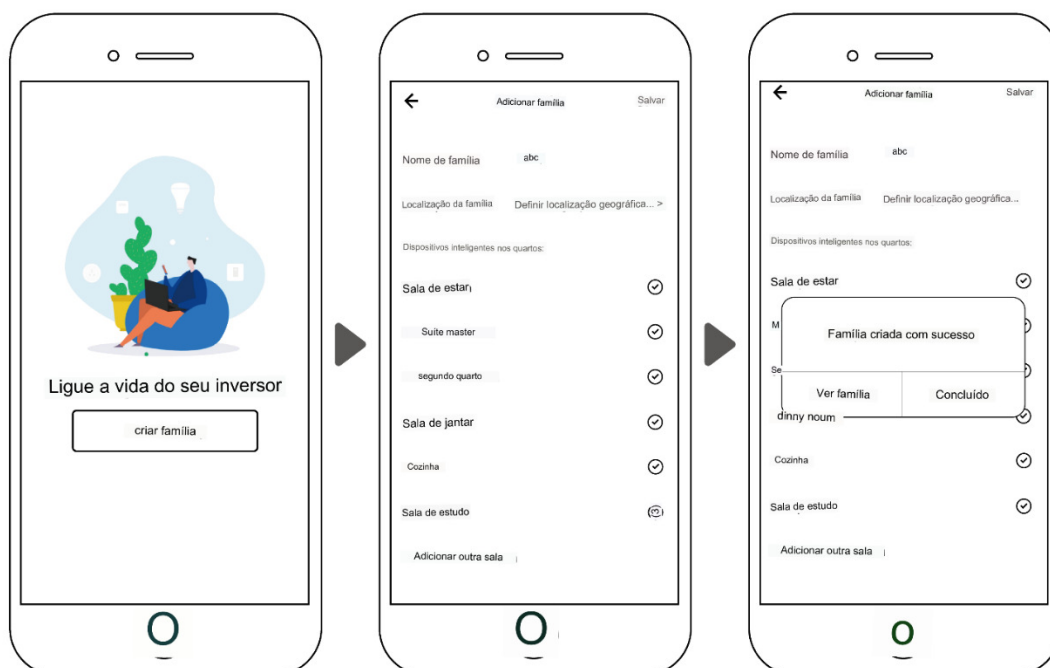 Ligue a vida do seu inversor
criar família
Adicionar família
Salvar
Nome de família
abc
Localização da família
Definir localização geográfica... >
Dispositivos inteligentes nos quartos:
Sala de estar
Suíte master
segundo quarto
Sala de jantar
Cozinha
Sala de estudo
Adicionar outra sala
Adicionar família
Salvar
Nome de família
abc
Localização da família
Definir localização geográfica...
Dispositivos inteligentes nos quartos:
Sala de estar
M
Família criada com sucesso
Se
Ver família
Concluído
dinny noum
Cozinha
Sala de estudo
Adicionar outra sala